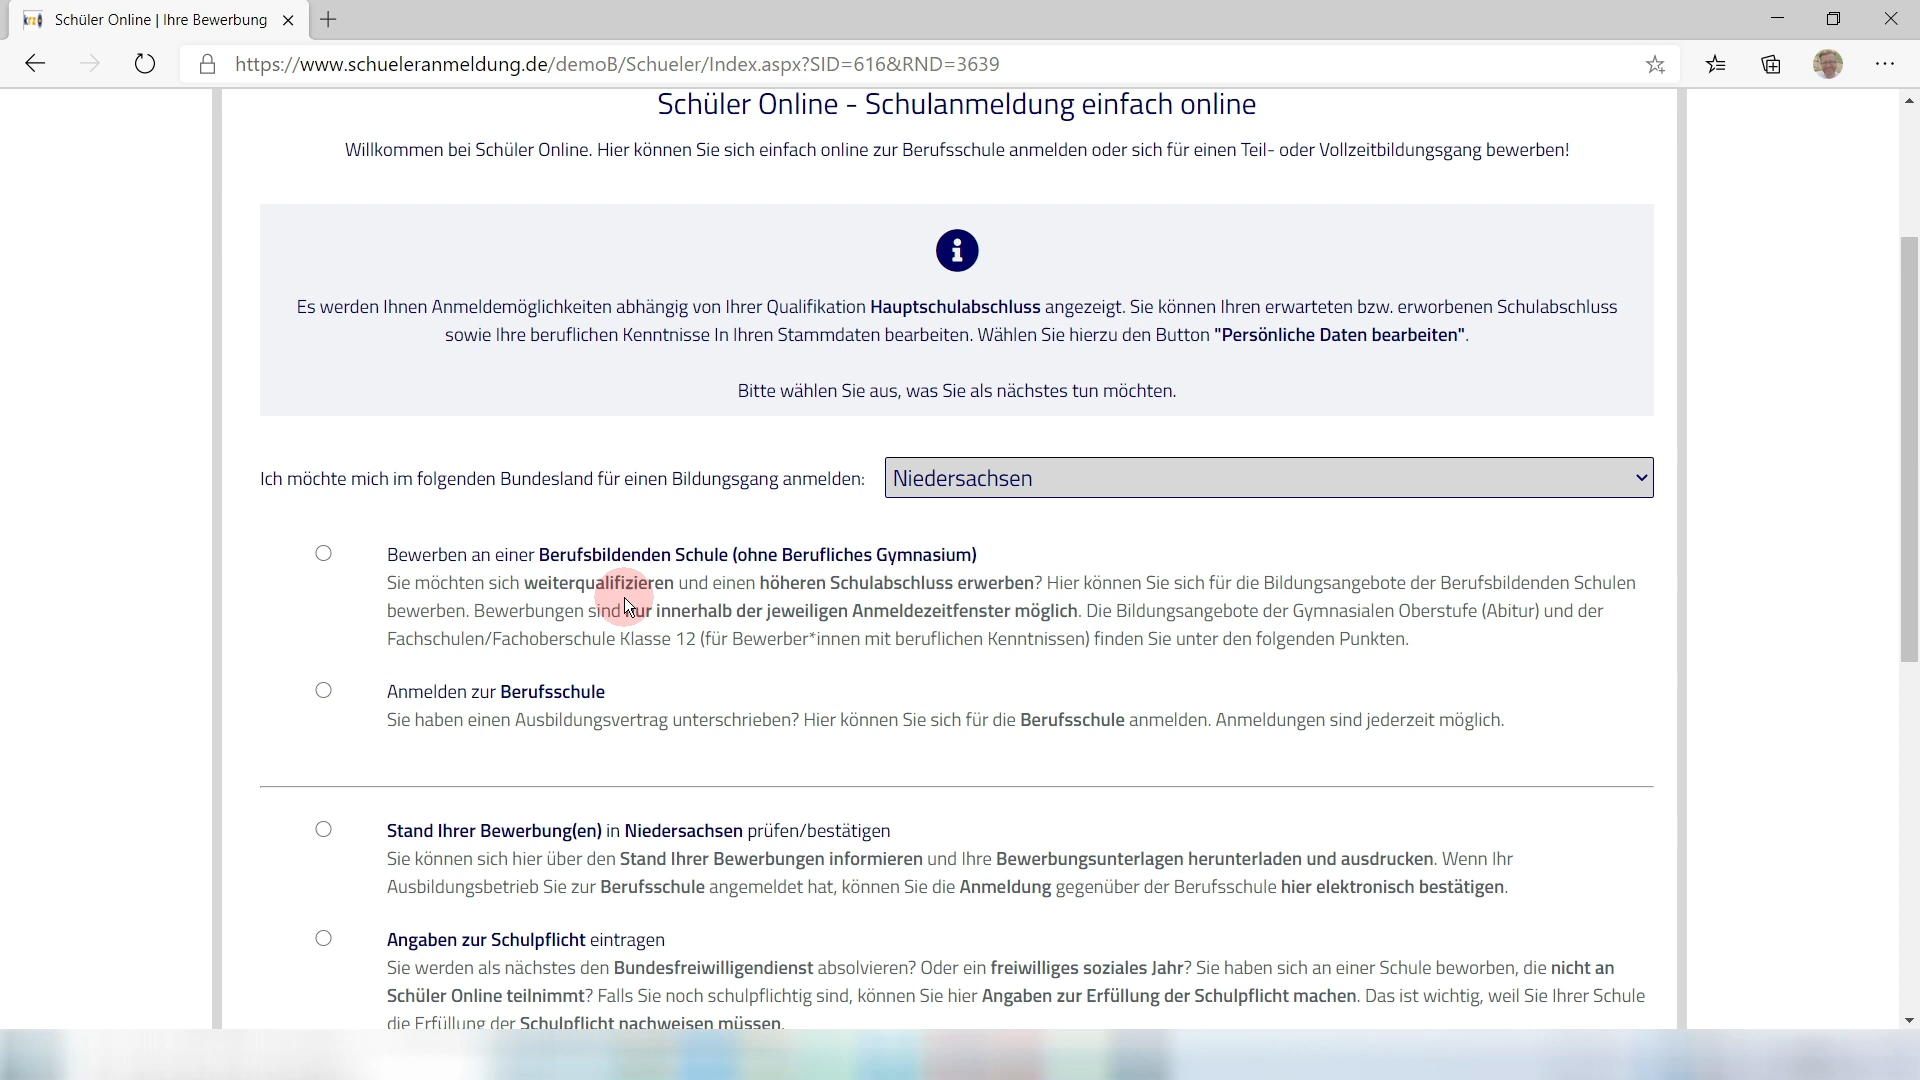 Schüler Online | Ihre Bewerbung
https://www.schueleranmeldung.de/demoB/Schueler/Index.aspx?SID=616&RND=3639
Schüler Online - Schulanmeldung einfach online
Willkommen bei Schüler Online. Hier können Sie sich einfach online zur Berufsschule anmelden oder sich für einen Teil- oder Vollzeitbildungsgang bewerben!
Es werden Ihnen Anmeldemöglichkeiten abhängig von Ihrer Qualifikation Hauptschulabschluss angezeigt. Sie können Ihren erwarteten bzw. erworbenen Schulabschluss
sowie Ihre beruflichen Kenntnisse In Ihren Stammdaten bearbeiten. Wählen Sie hierzu den Button "Persönliche Daten bearbeiten".
Bitte wählen Sie aus, was Sie als nächstes tun möchten.
Ich möchte mich im folgenden Bundesland für einen Bildungsgang anmelden: Niedersachsen
Bewerben an einer Berufsbildenden Schule (ohne Berufliches Gymnasium)
Sie möchten sich weiterqualifizieren und einen höheren Schulabschluss erwerben? Hier können Sie sich für die Bildungsangebote der Berufsbildenden Schulen
bewerben. Bewerbungen sind nur innerhalb der jeweiligen Anmeldezeitfenster möglich. Die Bildungsangebote der Gymnasialen Oberstufe (Abitur) und der
Fachschulen/Fachoberschule Klasse 12 (für Bewerber*innen mit beruflichen Kenntnissen) finden Sie unter den folgenden Punkten.
Anmelden zur Berufsschule
Sie haben einen Ausbildungsvertrag unterschrieben? Hier können Sie sich für die Berufsschule anmelden. Anmeldungen sind jederzeit möglich.
Stand Ihrer Bewerbung(en) in Niedersachsen prüfen/bestätigen
Sie können sich hier über den Stand Ihrer Bewerbungen informieren und Ihre Bewerbungsunterlagen herunterladen und ausdrucken. Wenn Ihr
Ausbildungsbetrieb Sie zur Berufsschule angemeldet hat, können Sie die Anmeldung gegenüber der Berufsschule hier elektronisch bestätigen.
Angaben zur Schulpflicht eintragen
Sie werden als nächstes den Bundesfreiwilligendienst absolvieren? Oder ein freiwilliges soziales Jahr? Sie haben sich an einer Schule beworben, die nicht an
Schüler Online teilnimmt? Falls Sie noch schulpflichtig sind, können Sie hier Angaben zur Erfüllung der Schulpflicht machen. Das ist wichtig, weil Sie Ihrer Schule
die Erfüllung der Schulpflicht nachweisen müssen.